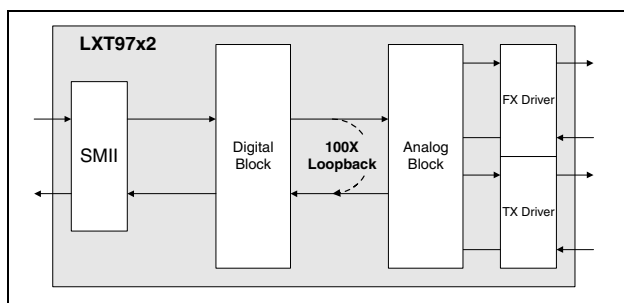 LXT97x2
SMII
Digital
Block
100X
Loopback
Analog
Block
FX Driver
TX Driver